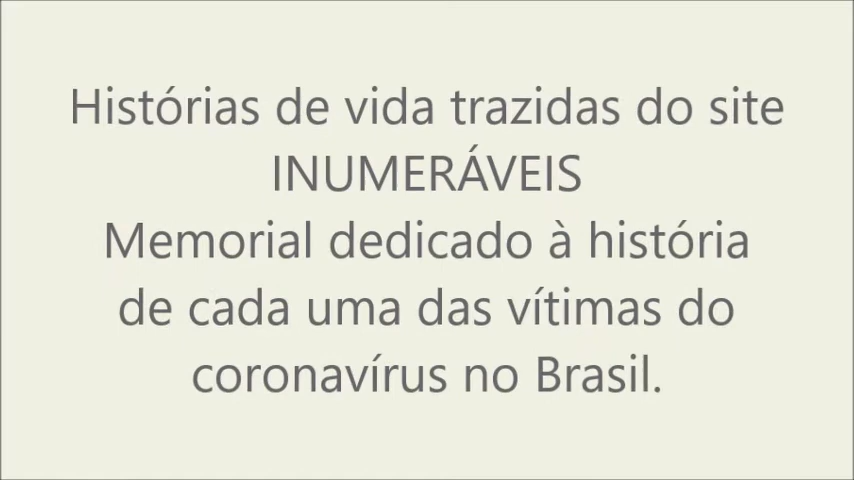 Histórias de vida trazidas do site
INUMERÁVEIS
Memorial dedicado à história
de cada uma das vítimas do
coronavírus no Brasil.